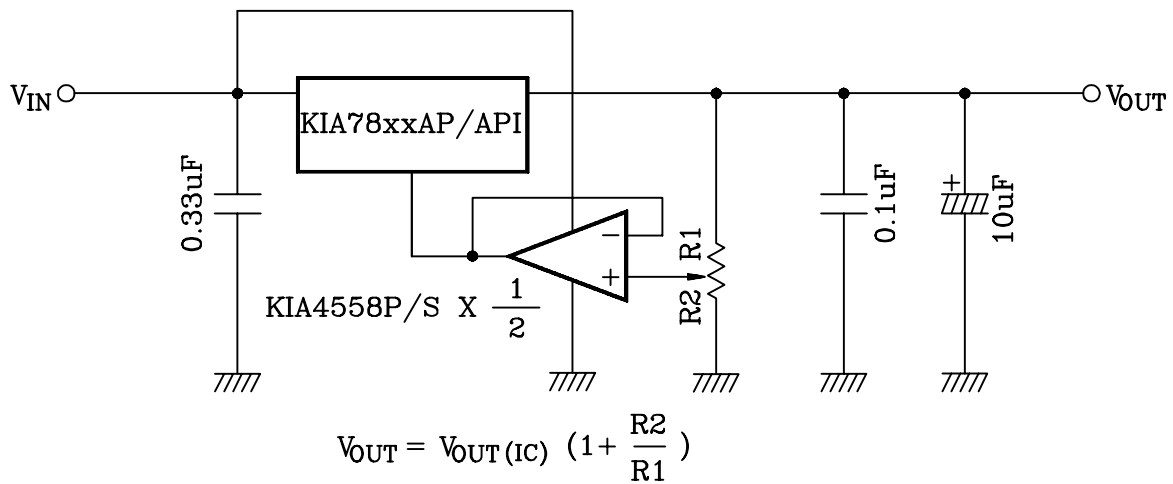 VIN
VOUT
KIA78xxAP/API
0.33uF
R1
R2
0.1uF
+
10uF
−
+
KIA4558P/S X 1/2
VOUT = VOUT(IC) (1+ R2/R1)